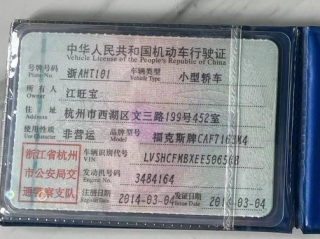 中华人民共和国机动车行驶证
Vehicle License of the People's Republic of China
号牌号码 浙AHT101 车辆类型 小型轿车
Plate No. Vehicle Type
所有人 江旺宝
Owner
住址 杭州市西湖区文三路199号452室
Address
使用性质 非营运 品牌型号 福克斯牌CAF7163M4
Use Character Model
浙江省杭州市公安局交通警察支队
车辆识别代号 LVSHCFMBXEE506568
VIN
发动机号码 3484164
Engine No.
注册日期 2014-03-04 发证日期 2014-03-04